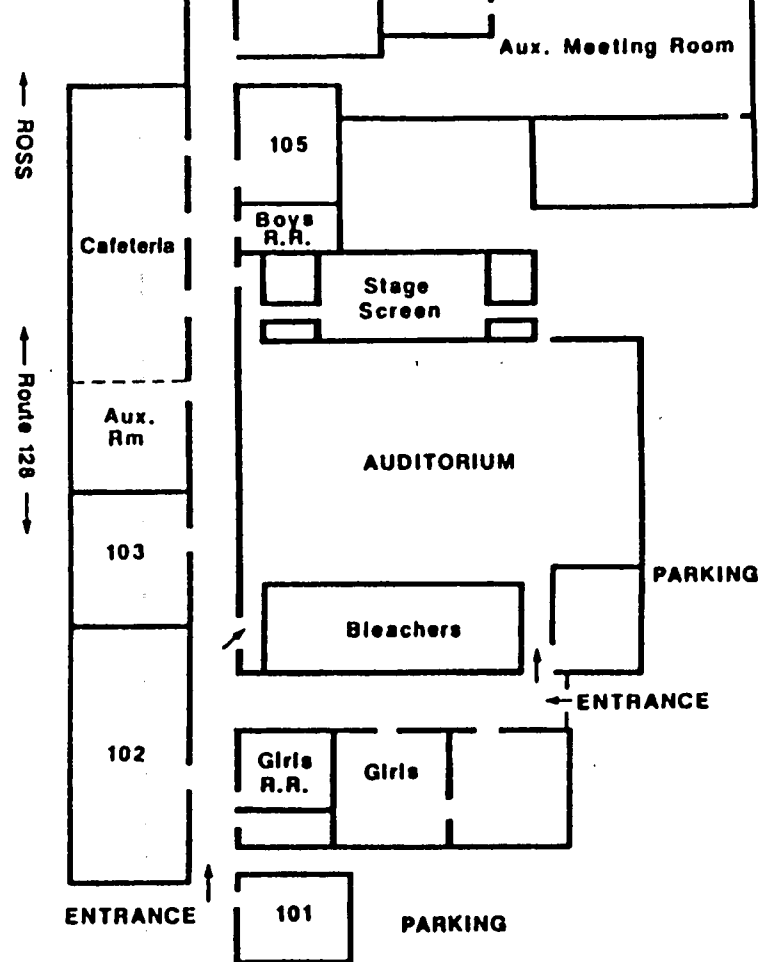 Aux. Meeting Room
ROSS
105
Boys
R.R.
Cafeteria
Stage
Screen
Route 128
Aux.
Rm
AUDITORIUM
103
PARKING
Bleachers
ENTRANCE
102
Girls
R.R.
Girls
ENTRANCE
101
PARKING